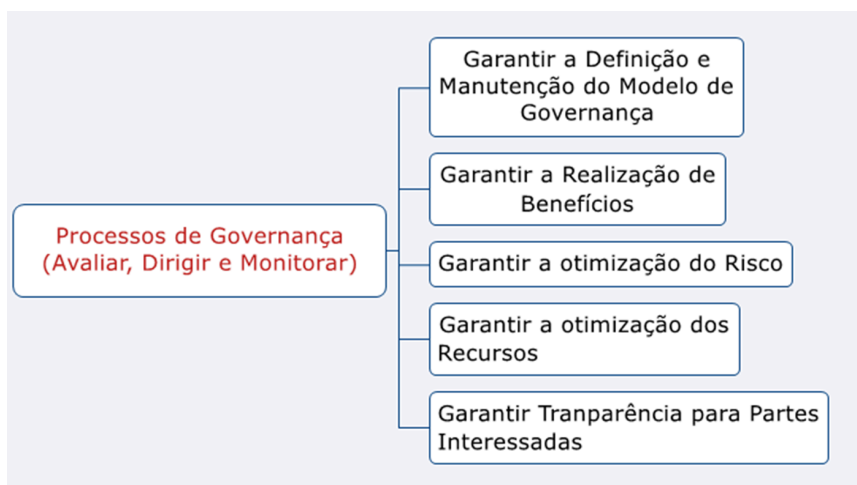 Garantir a Definição e
Manutenção do Modelo de
Governança
Garantir a Realização de
Benefícios
Processos de Governança
(Avaliar, Dirigir e Monitorar)
Garantir a otimização do Risco
Garantir a otimização dos
Recursos
Garantir Tranparência para Partes
Interessadas